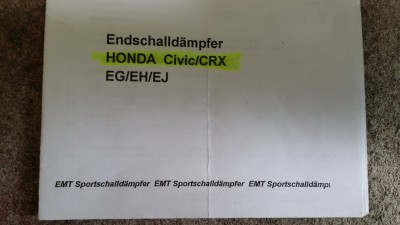 Endschalldämpfer
HONDA Civic/CRX
EG/EH/EJ
EMT Sportschalldämpfer EMT Sportschalldämpfer EMT Sportschalldämpf